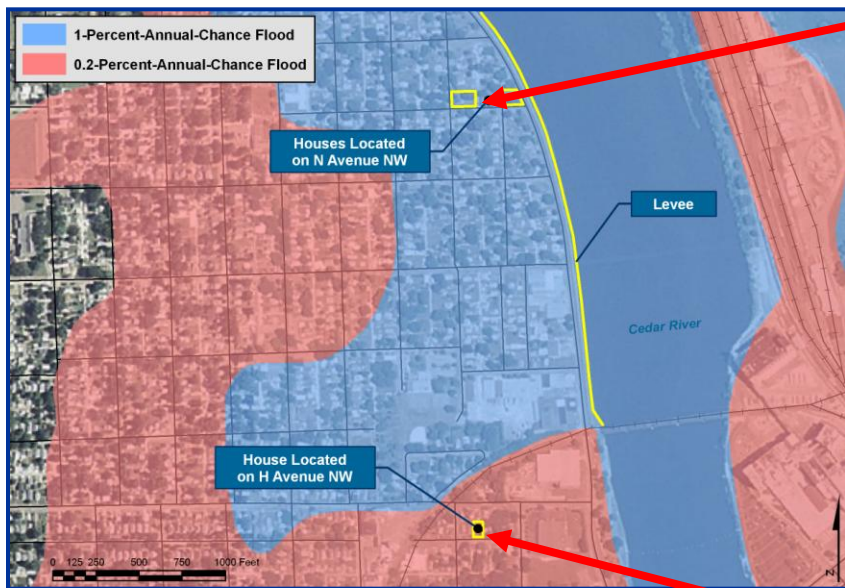 1-Percent-Annual-Chance Flood
0.2-Percent-Annual-Chance Flood
Houses Located
on N Avenue NW
Levee
Cedar River
House Located
on H Avenue NW
0 125 250 500 750 1000 Feet
N